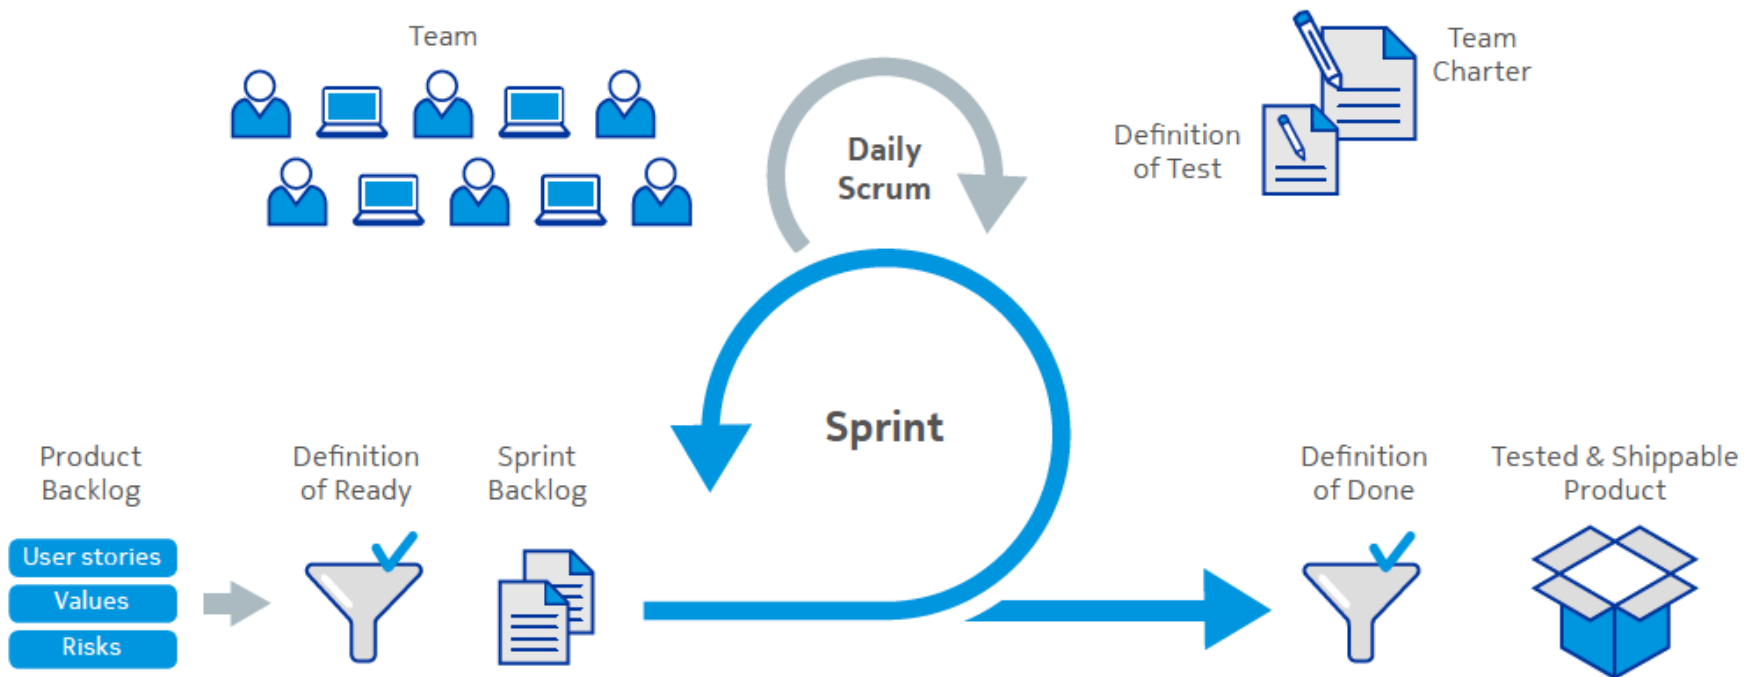 Team
Team
Charter
Definition
of Test
Daily
Scrum
Sprint
Product
Backlog
User stories
Values
Risks
Definition
of Ready
Sprint
Backlog
Definition
of Done
Tested & Shippable
Product